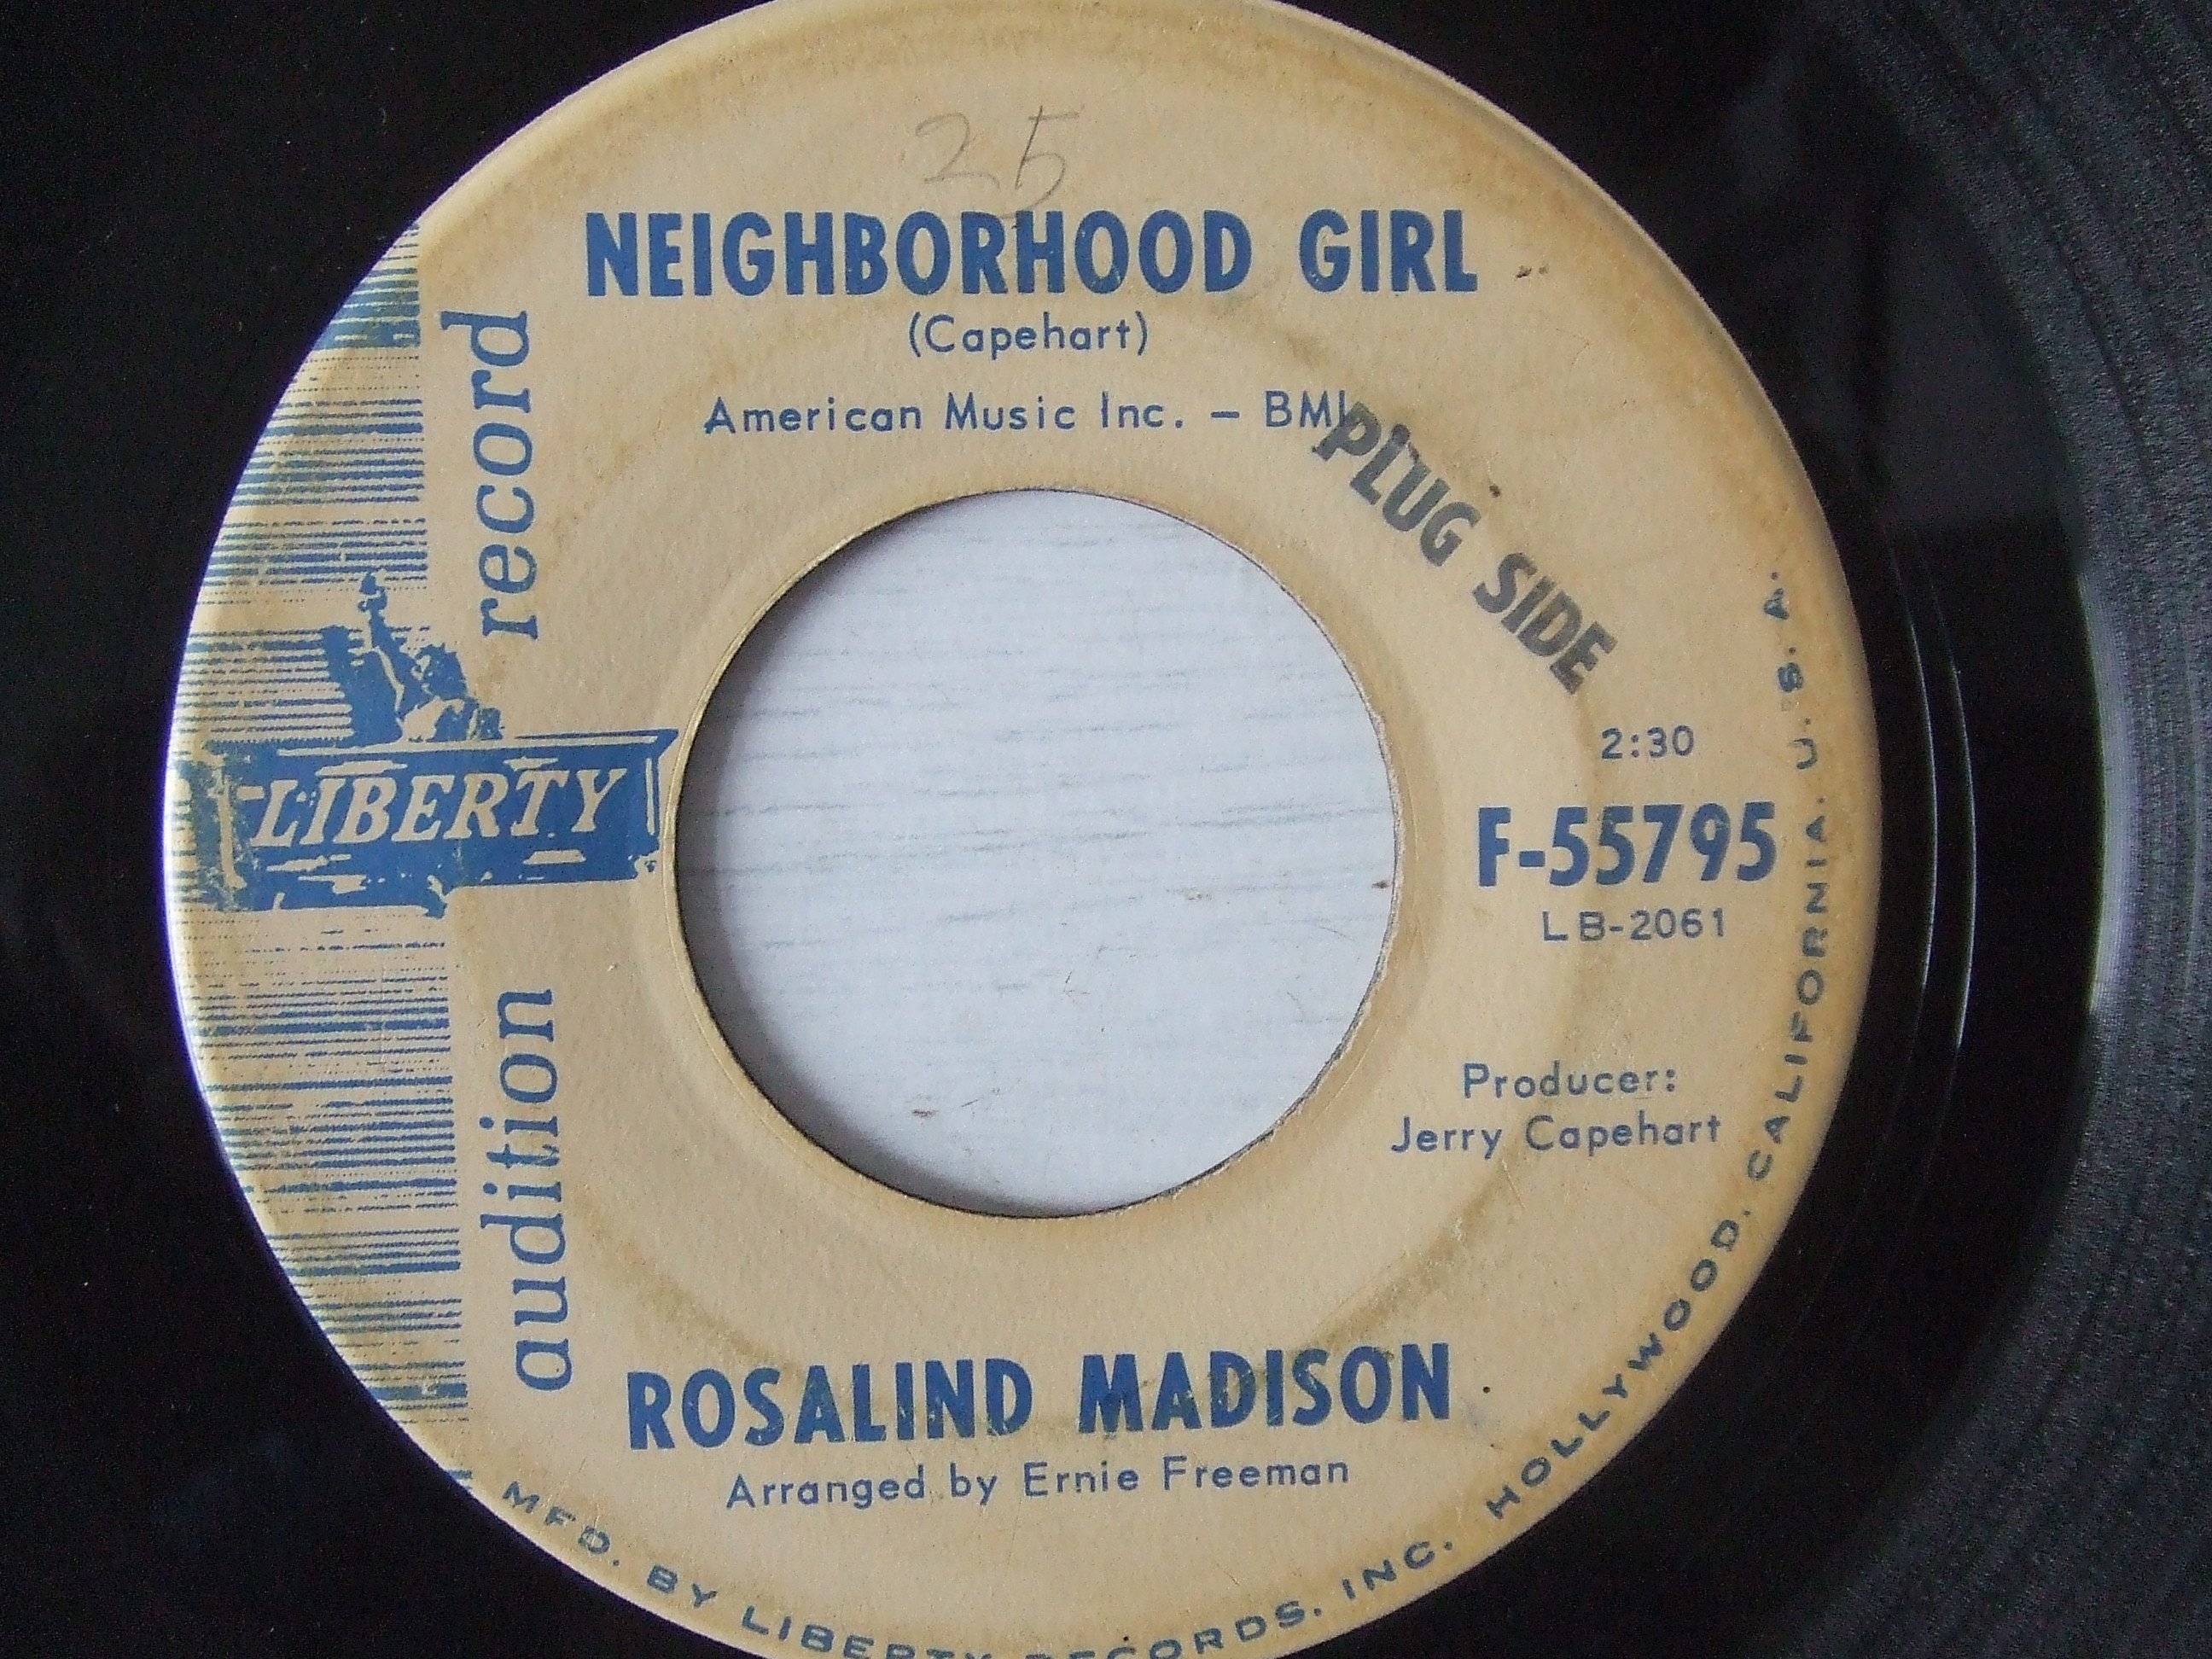 25
NEIGHBORHOOD GIRL
(Capehart)
American Music Inc. – BMI
PLUG SIDE
audition record
LIBERTY
2:30
F-55795
LB-2061
Producer:
Jerry Capehart
ROSALIND MADISON
Arranged by Ernie Freeman
MFD. BY LIBERTY RECORDS, INC. HOLLYWOOD, CALIFORNIA, U. S. A.